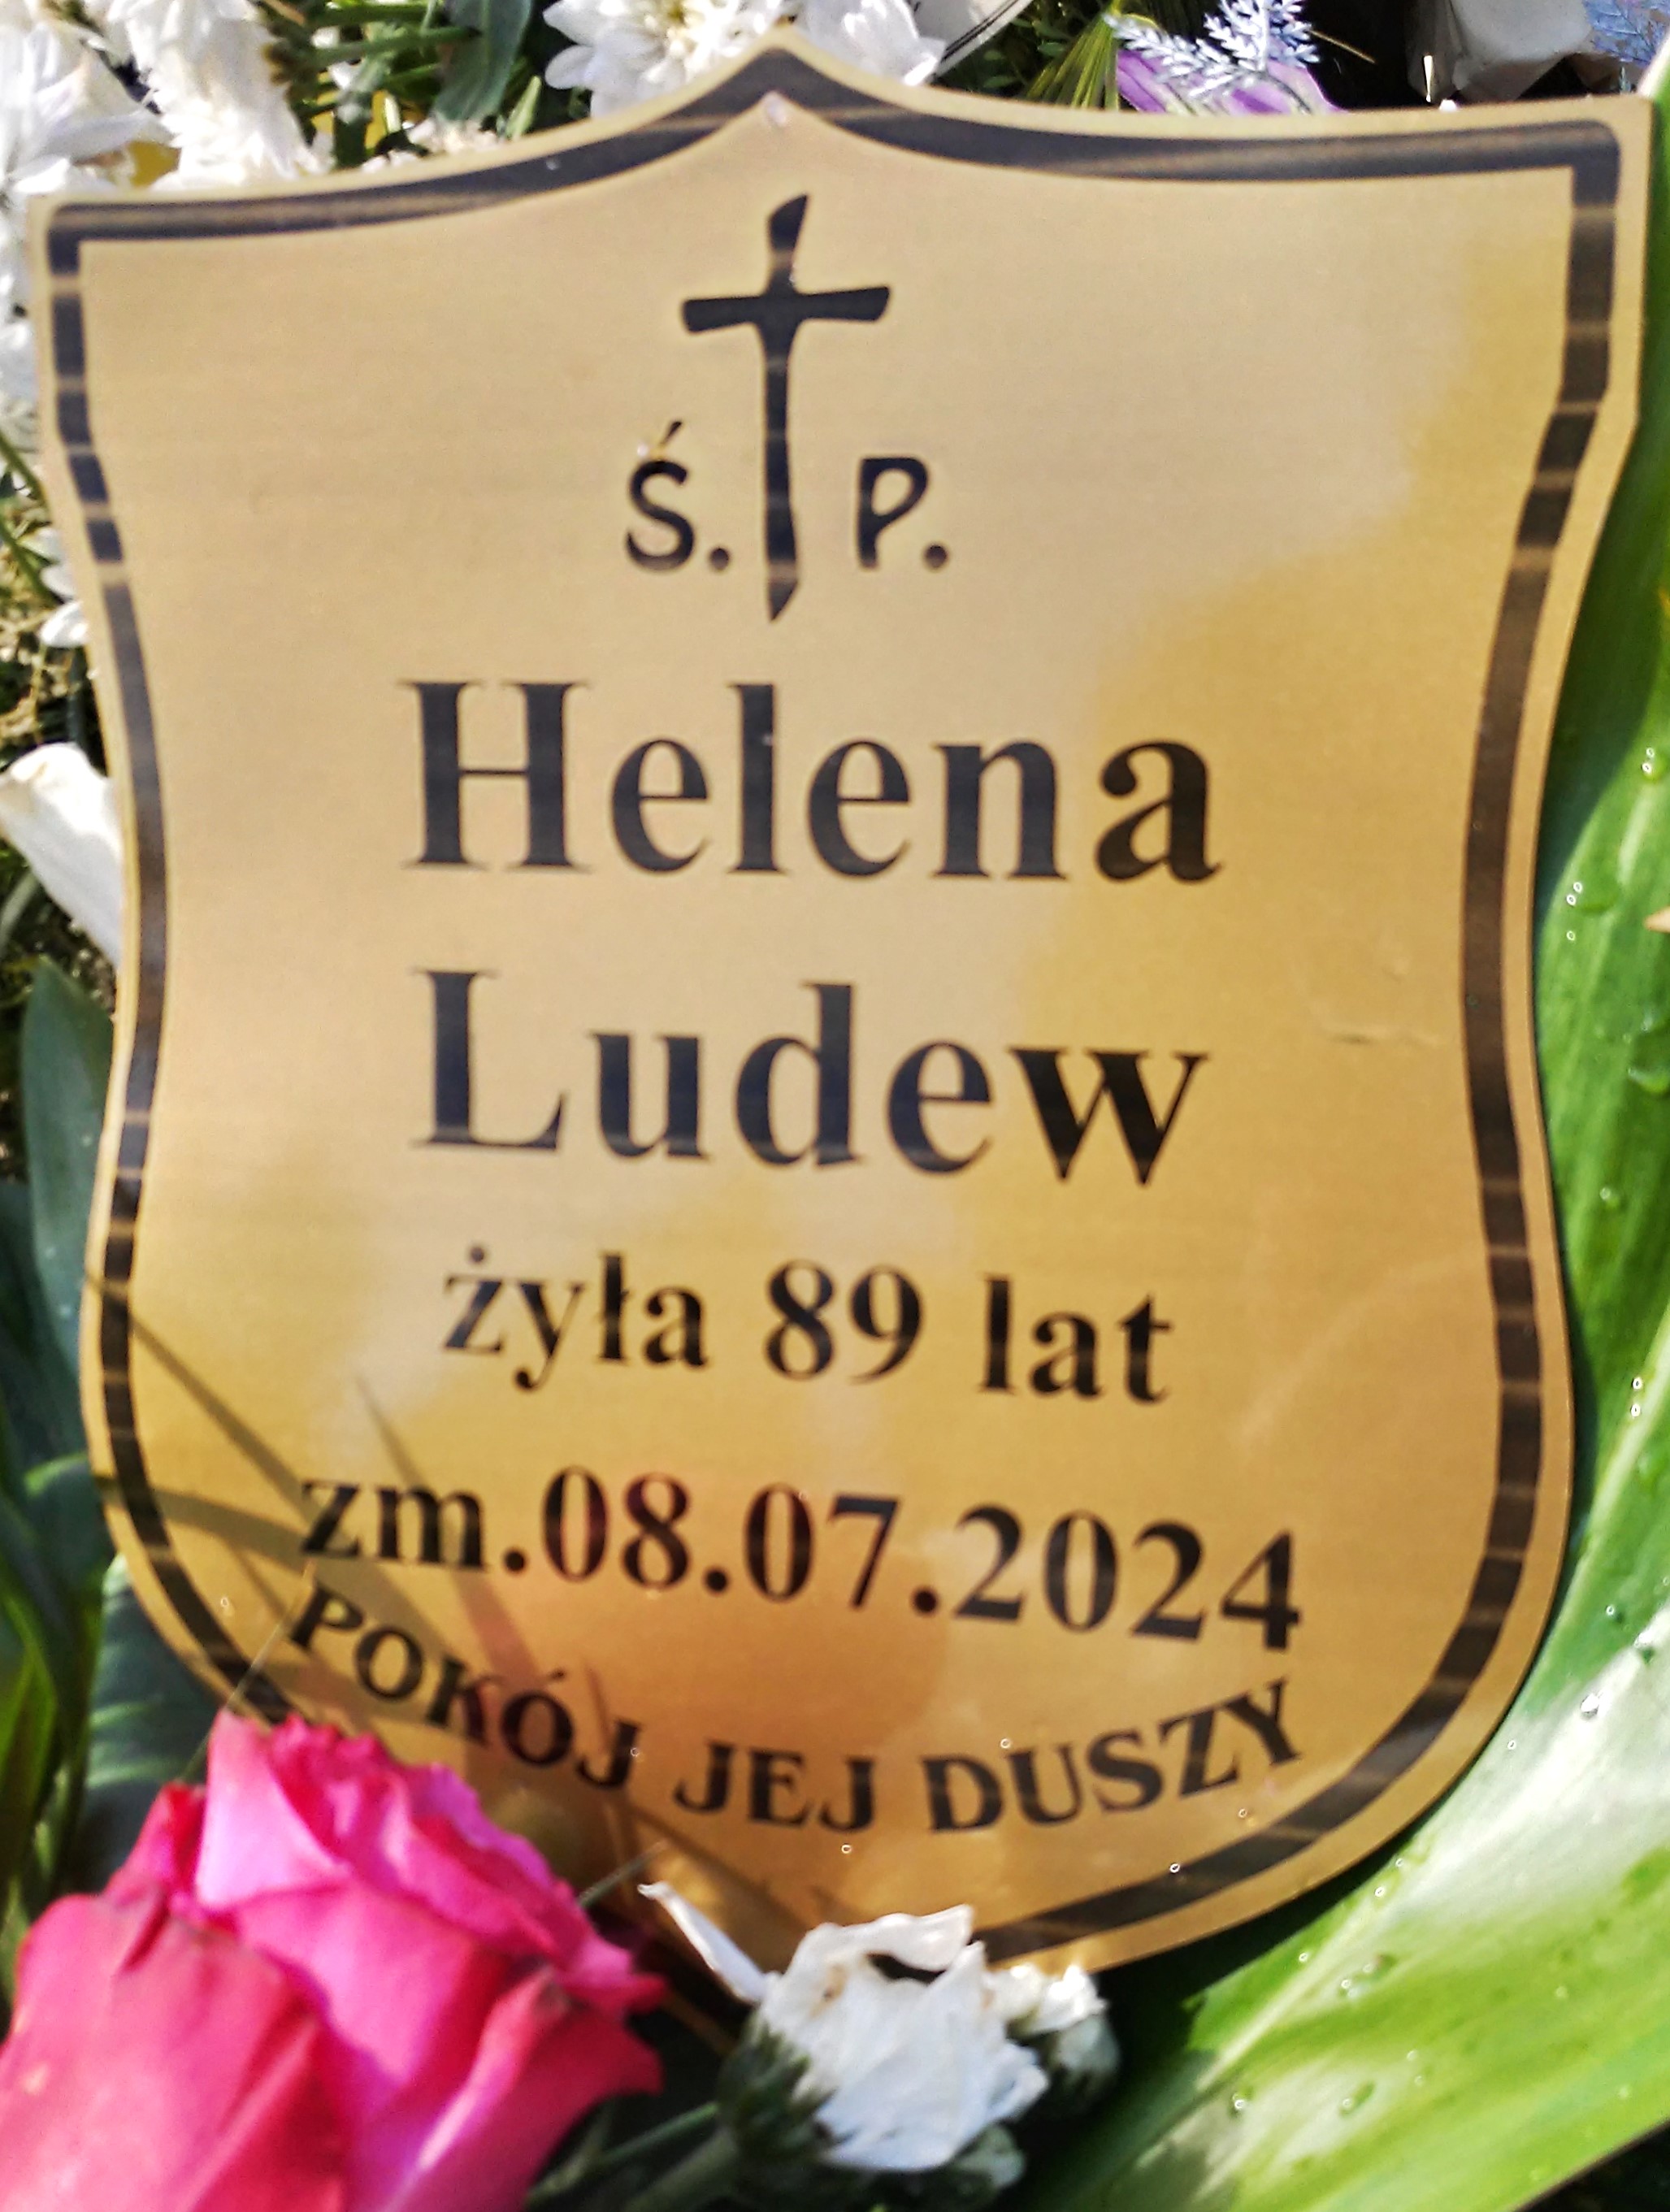 Ś. P.
Helena
Ludew
żyła 89 lat
zm.08.07.2024
POKÓJ JEJ DUSZY